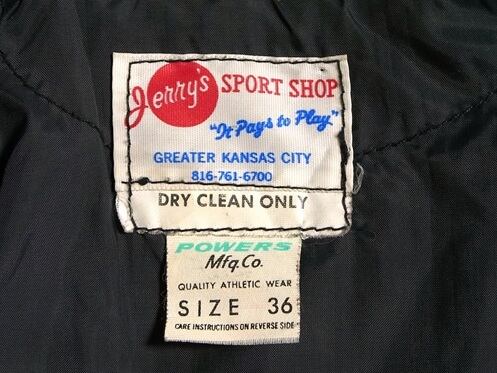 Jerry's SPORT SHOP
"It Pays to Play"
GREATER KANSAS CITY
816-761-6700
DRY CLEAN ONLY
POWERS
Mfg. Co.
QUALITY ATHLETIC WEAR
SIZE 36
CARE INSTRUCTIONS ON REVERSE SIDE